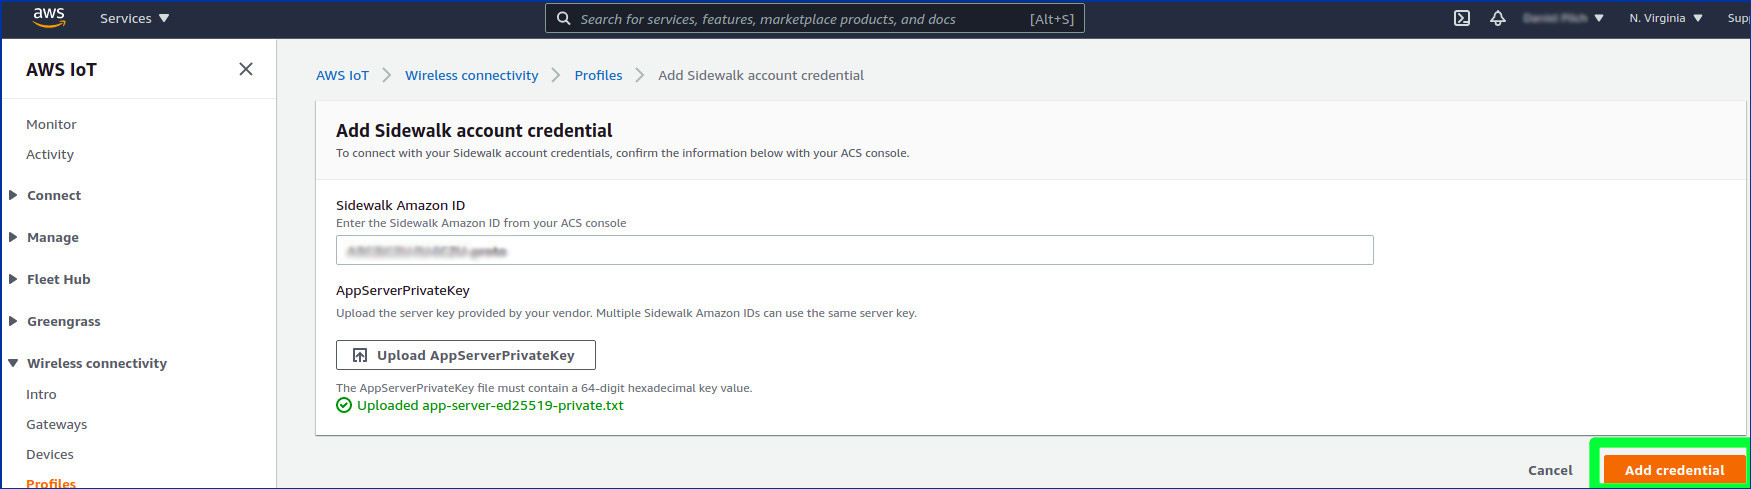 aws
Services
Search for services, features, marketplace products, and docs [Alt+S]
N. Virginia
Sup
AWS IoT
Monitor
Activity
Connect
Manage
Fleet Hub
Greengrass
Wireless connectivity
Intro
Gateways
Devices
Profiles
AWS IoT Wireless connectivity Profiles Add Sidewalk account credential
Add Sidewalk account credential
To connect with your Sidewalk account credentials, confirm the information below with your ACS console.
Sidewalk Amazon ID
Enter the Sidewalk Amazon ID from your ACS console
AppServerPrivateKey
Upload the server key provided by your vendor. Multiple Sidewalk Amazon IDs can use the same server key.
Upload AppServerPrivateKey
The AppServerPrivateKey file must contain a 64-digit hexadecimal key value.
Uploaded app-server-ed25519-private.txt
Cancel Add credential